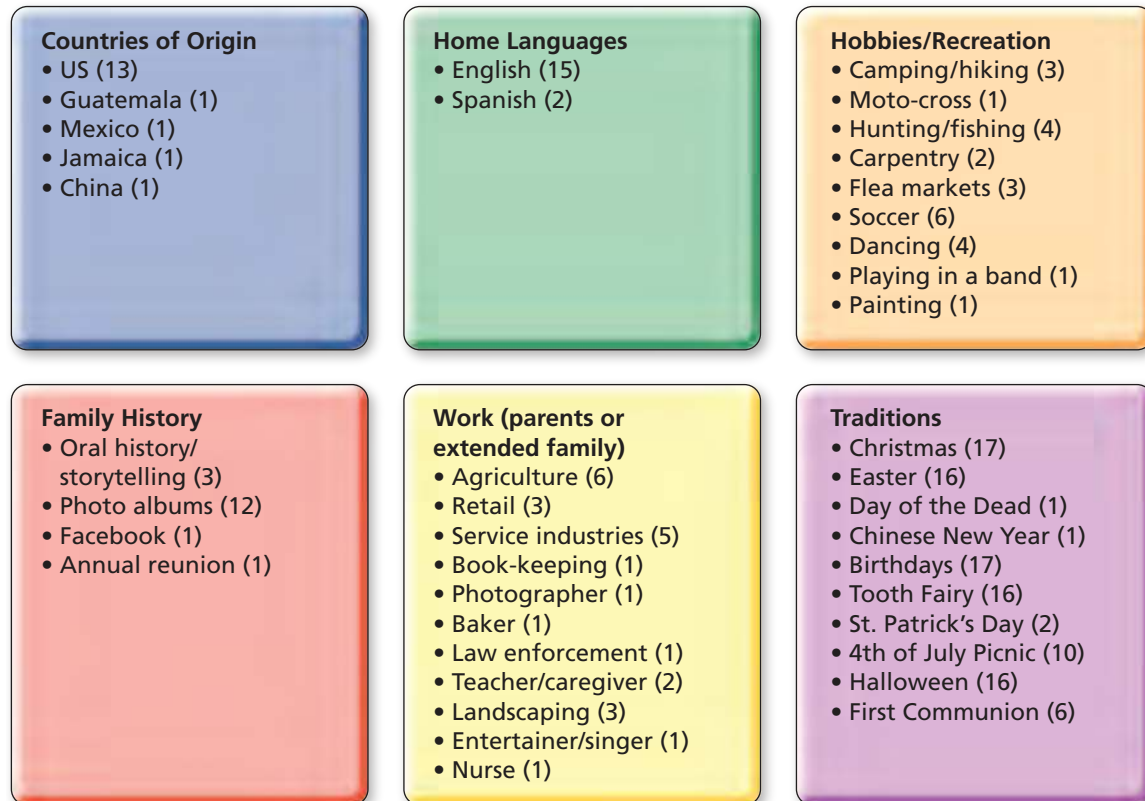 Countries of Origin
• US (13)
• Guatemala (1)
• Mexico (1)
• Jamaica (1)
• China (1)
Home Languages
• English (15)
• Spanish (2)
Hobbies/Recreation
• Camping/hiking (3)
• Moto-cross (1)
• Hunting/fishing (4)
• Carpentry (2)
• Flea markets (3)
• Soccer (6)
• Dancing (4)
• Playing in a band (1)
• Painting (1)
Family History
• Oral history/
storytelling (3)
• Photo albums (12)
• Facebook (1)
• Annual reunion (1)
Work (parents or
extended family)
• Agriculture (6)
• Retail (3)
• Service industries (5)
• Book-keeping (1)
• Photographer (1)
• Baker (1)
• Law enforcement (1)
• Teacher/caregiver (2)
• Landscaping (3)
• Entertainer/singer (1)
• Nurse (1)
Traditions
• Christmas (17)
• Easter (16)
• Day of the Dead (1)
• Chinese New Year (1)
• Birthdays (17)
• Tooth Fairy (16)
• St. Patrick’s Day (2)
• 4th of July Picnic (10)
• Halloween (16)
• First Communion (6)